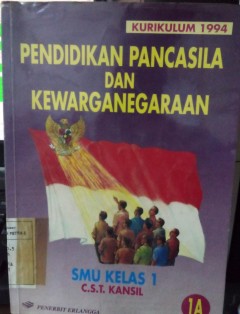 KURIKULUM 1994
PENDIDIKAN PANCASILA
DAN
KEWARGANEGARAAN
SMU KELAS 1
C.S.T. KANSIL
PENERBIT ERLANGGA
1A